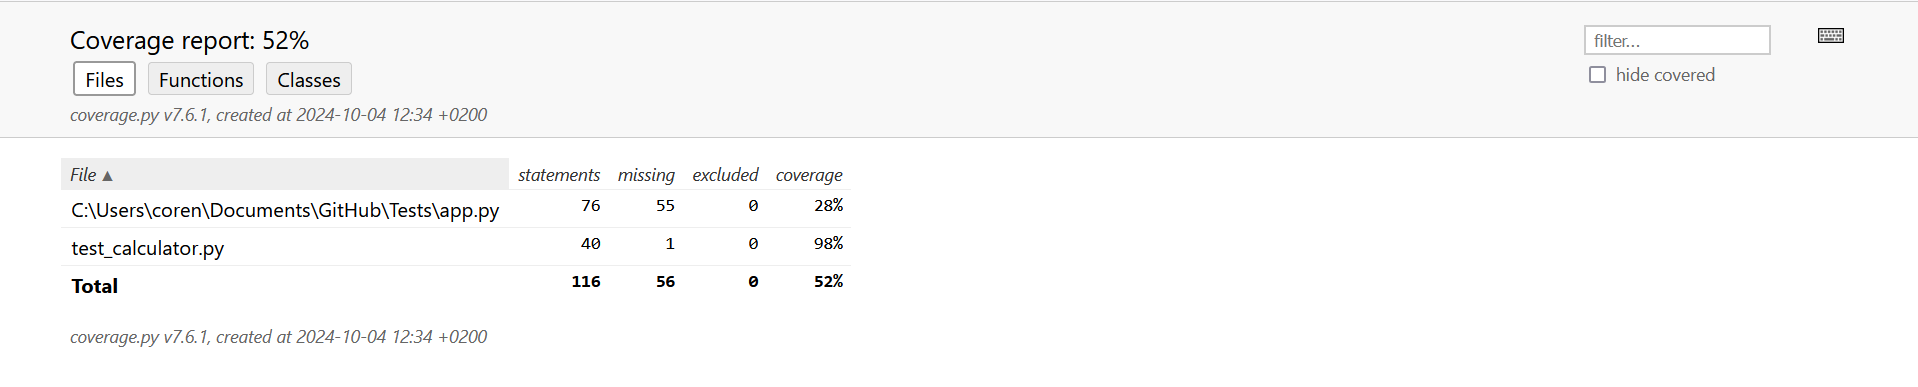 Coverage report: 52%
filter...
Files Functions Classes
hide covered
coverage.py v7.6.1, created at 2024-10-04 12:34 +0200
File ▲ statements missing excluded coverage
C:\Users\coren\Documents\GitHub\Tests\app.py 76 55 0 28%
test_calculator.py 40 1 0 98%
Total 116 56 0 52%
coverage.py v7.6.1, created at 2024-10-04 12:34 +0200